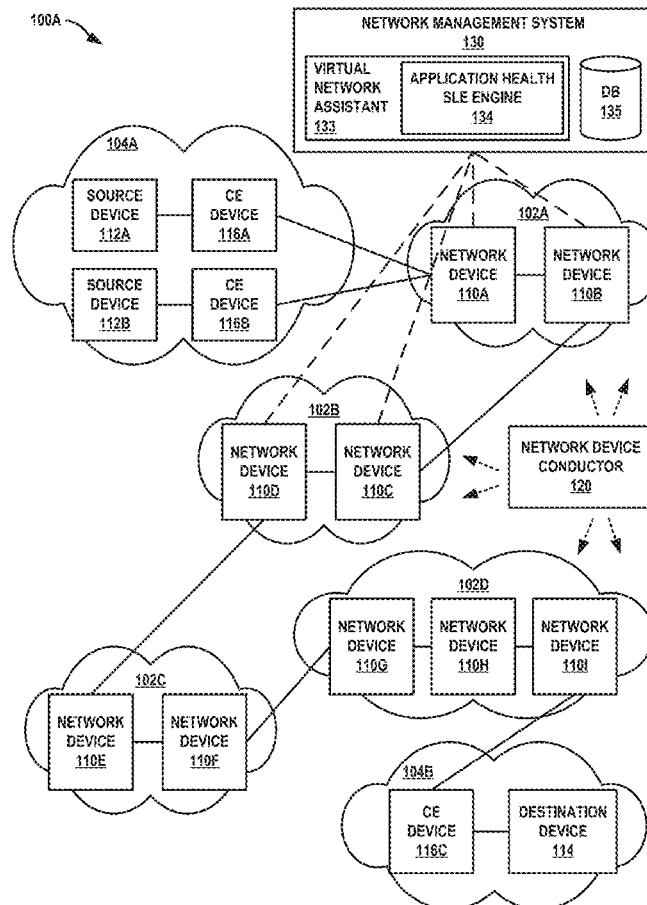 100A
NETWORK MANAGEMENT SYSTEM
130
VIRTUAL
NETWORK
ASSISTANT
133
APPLICATION HEALTH
SLE ENGINE
134
DB
135
104A
SOURCE
DEVICE
112A
CE
DEVICE
116A
SOURCE
DEVICE
112B
CE
DEVICE
116B
102A
NETWORK
DEVICE
110A
NETWORK
DEVICE
110B
102B
NETWORK
DEVICE
110D
NETWORK
DEVICE
110C
NETWORK DEVICE
CONDUCTOR
120
102D
NETWORK
DEVICE
110G
NETWORK
DEVICE
110H
NETWORK
DEVICE
110I
102C
NETWORK
DEVICE
110E
NETWORK
DEVICE
110F
104B
CE
DEVICE
116C
DESTINATION
DEVICE
114